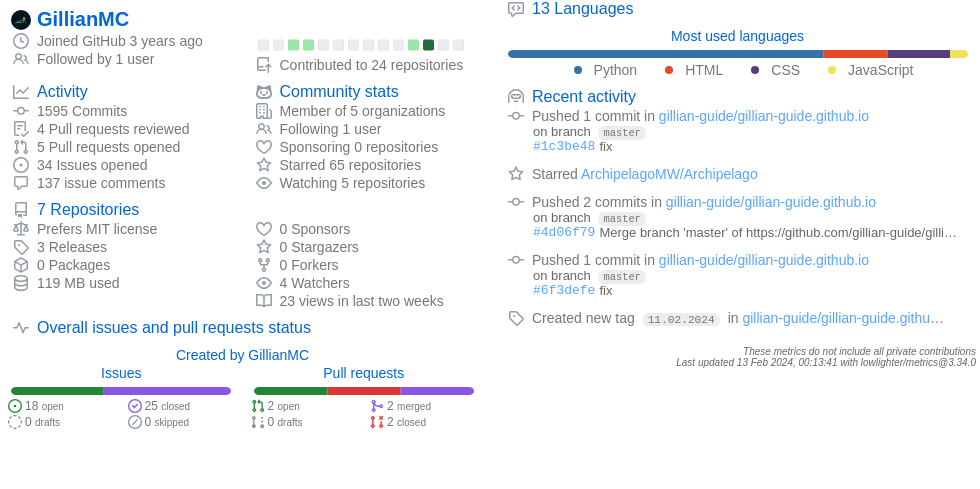 GillianMC
Joined GitHub 3 years ago
Followed by 1 user
Contributed to 24 repositories
Activity
1595 Commits
4 Pull requests reviewed
5 Pull requests opened
34 Issues opened
137 issue comments
Community stats
Member of 5 organizations
Following 1 user
Sponsoring 0 repositories
Starred 65 repositories
Watching 5 repositories
7 Repositories
Prefers MIT license
3 Releases
0 Packages
119 MB used
0 Sponsors
0 Stargazers
0 Forkers
4 Watchers
23 views in last two weeks
Overall issues and pull requests status
Created by GillianMC
Issues
18 open
25 closed
0 drafts
0 skipped
Pull requests
2 open
2 merged
0 drafts
2 closed
13 Languages
Most used languages
Python HTML CSS JavaScript
Recent activity
Pushed 1 commit in gillian-guide/gillian-guide.github.io
on branch master
#1c3be48 fix
Starred ArchipelagoMW/Archipelago
Pushed 2 commits in gillian-guide/gillian-guide.github.io
on branch master
#4d06f79 Merge branch 'master' of https://github.com/gillian-guide/gilli…
Pushed 1 commit in gillian-guide/gillian-guide.github.io
on branch master
#6f3defe fix
Created new tag 11.02.2024 in gillian-guide/gillian-guide.githu…
These metrics do not include all private contributions
Last updated 13 Feb 2024, 00:13:41 with lowlighter/metrics@3.34.0